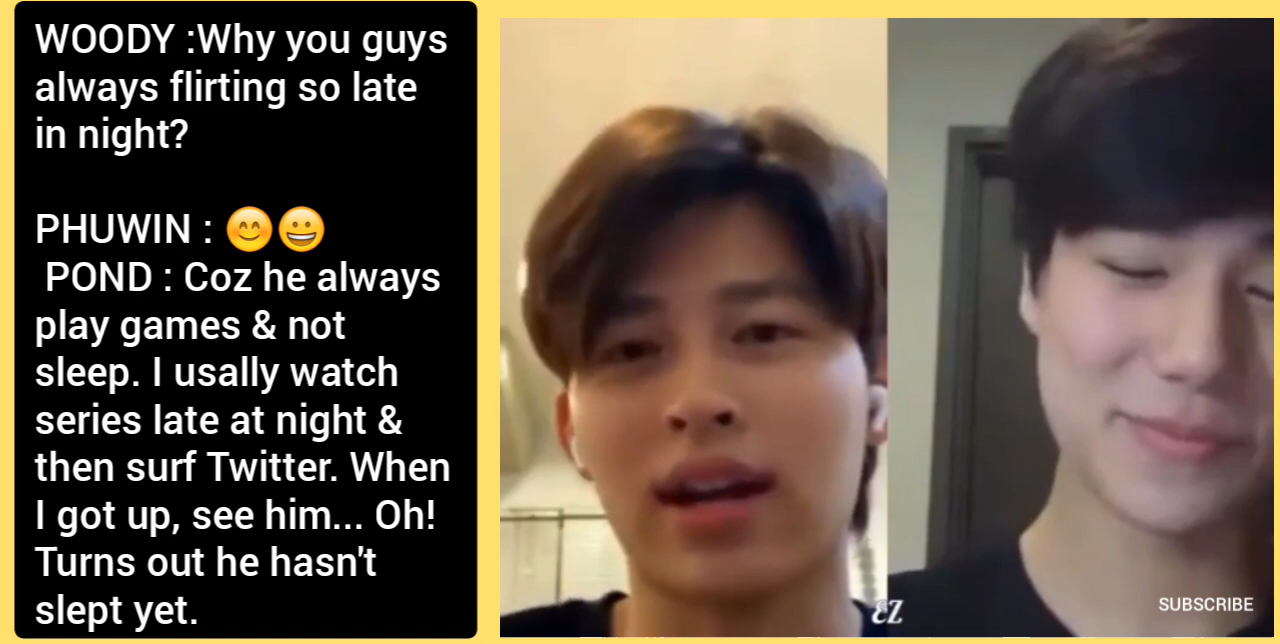 WOODY :Why you guys
always flirting so late
in night?
PHUWIN : 😊😀
POND : Coz he always
play games & not
sleep. I usally watch
series late at night &
then surf Twitter. When
I got up, see him... Oh!
Turns out he hasn't
slept yet.
EZ
SUBSCRIBE